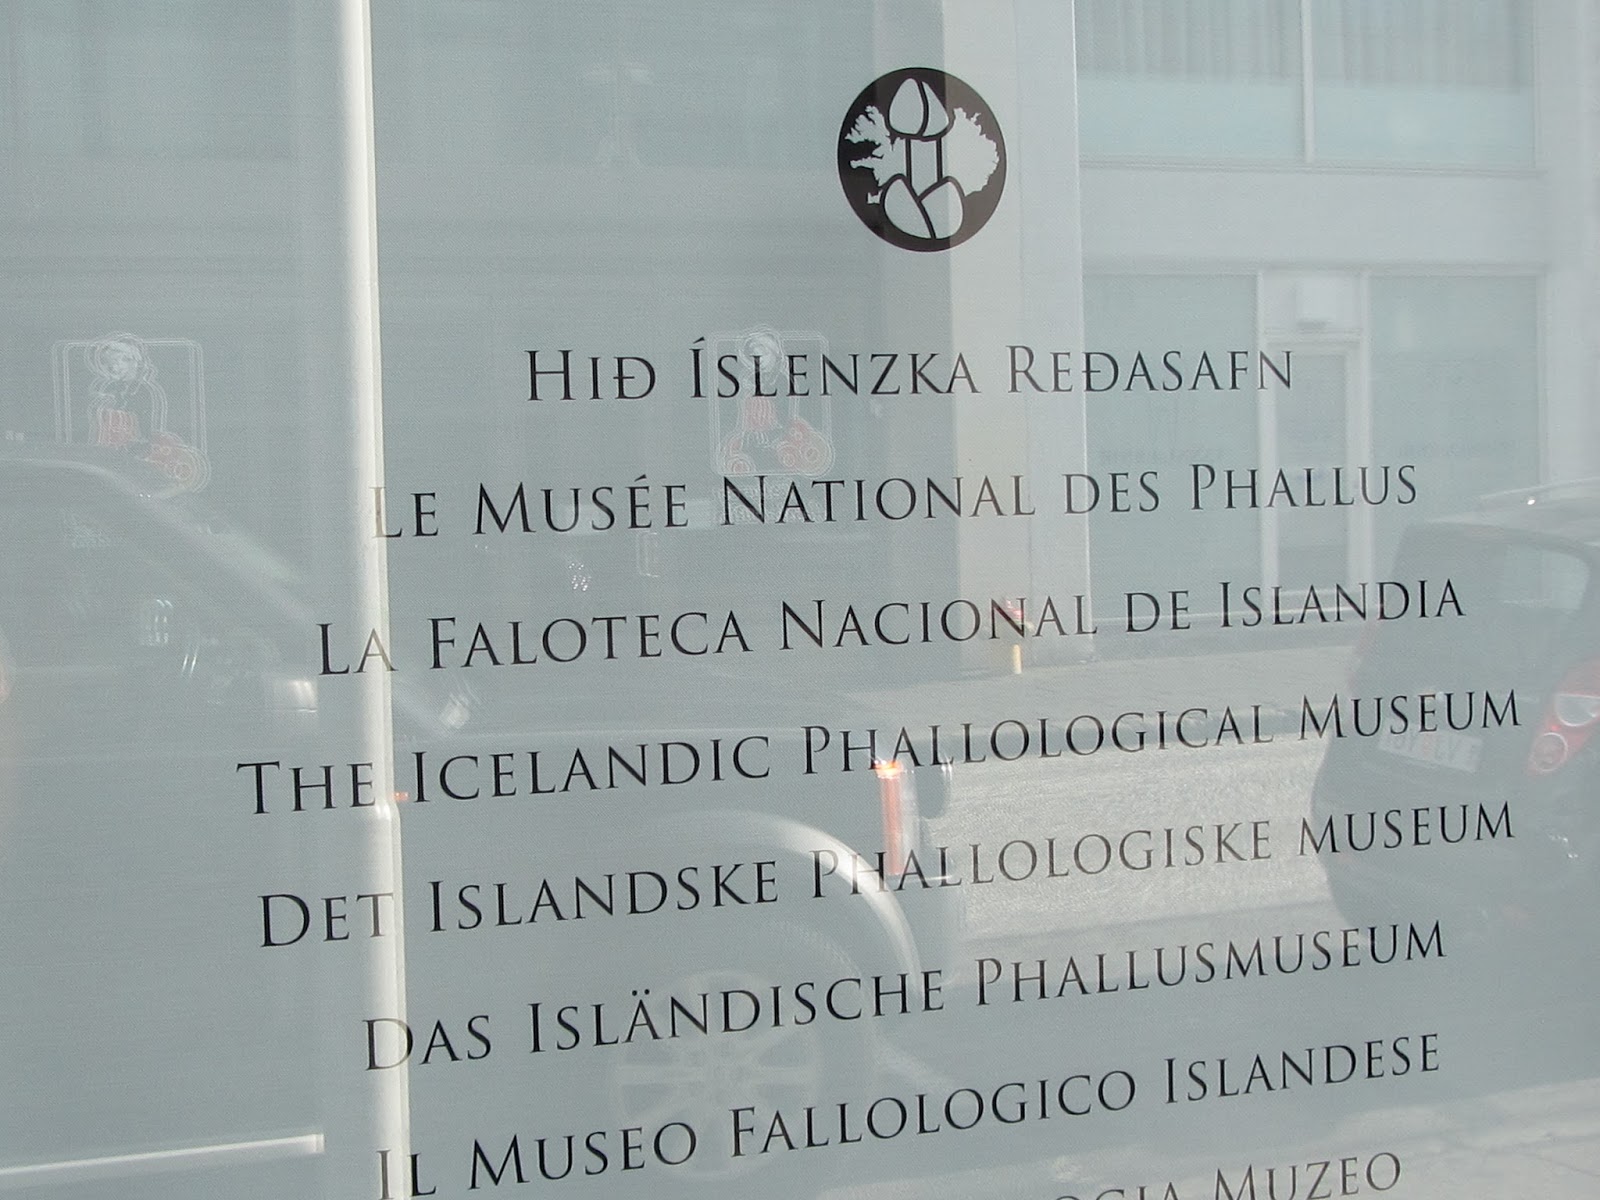 Hið Íslenzka Reðasafn
Le Musée National des Phallus
La Faloteca Nacional de Islandia
The Icelandic Phallological Museum
Det Islandske Phallologiske Museum
Das Isländische Phallusmuseum
Il Museo Fallologico Islandese
Muzeo